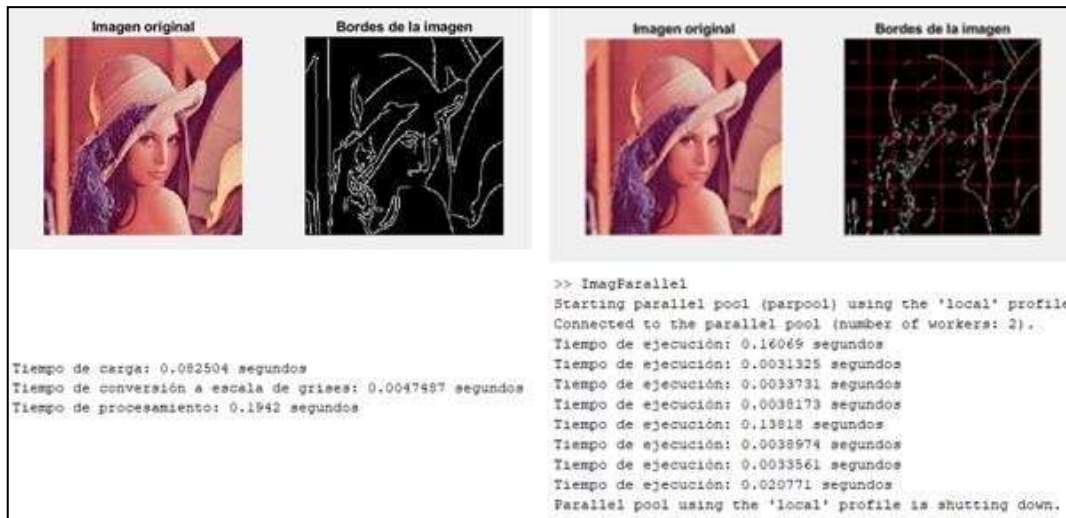 Imagen original
Bordes de la imagen
Tiempo de carga: 0.082504 segundos
Tiempo de conversión a escala de grises: 0.0047487 segundos
Tiempo de procesamiento: 0.1942 segundos
Imagen original
Bordes de la imagen
>> ImagParallel
Starting parallel pool (parpool) using the 'local' profile
Connected to the parallel pool (number of workers: 2).
Tiempo de ejecución: 0.16069 segundos
Tiempo de ejecución: 0.0031325 segundos
Tiempo de ejecución: 0.0033731 segundos
Tiempo de ejecución: 0.0038173 segundos
Tiempo de ejecución: 0.13818 segundos
Tiempo de ejecución: 0.0038974 segundos
Tiempo de ejecución: 0.0033561 segundos
Tiempo de ejecución: 0.020771 segundos
Parallel pool using the 'local' profile is shutting down.